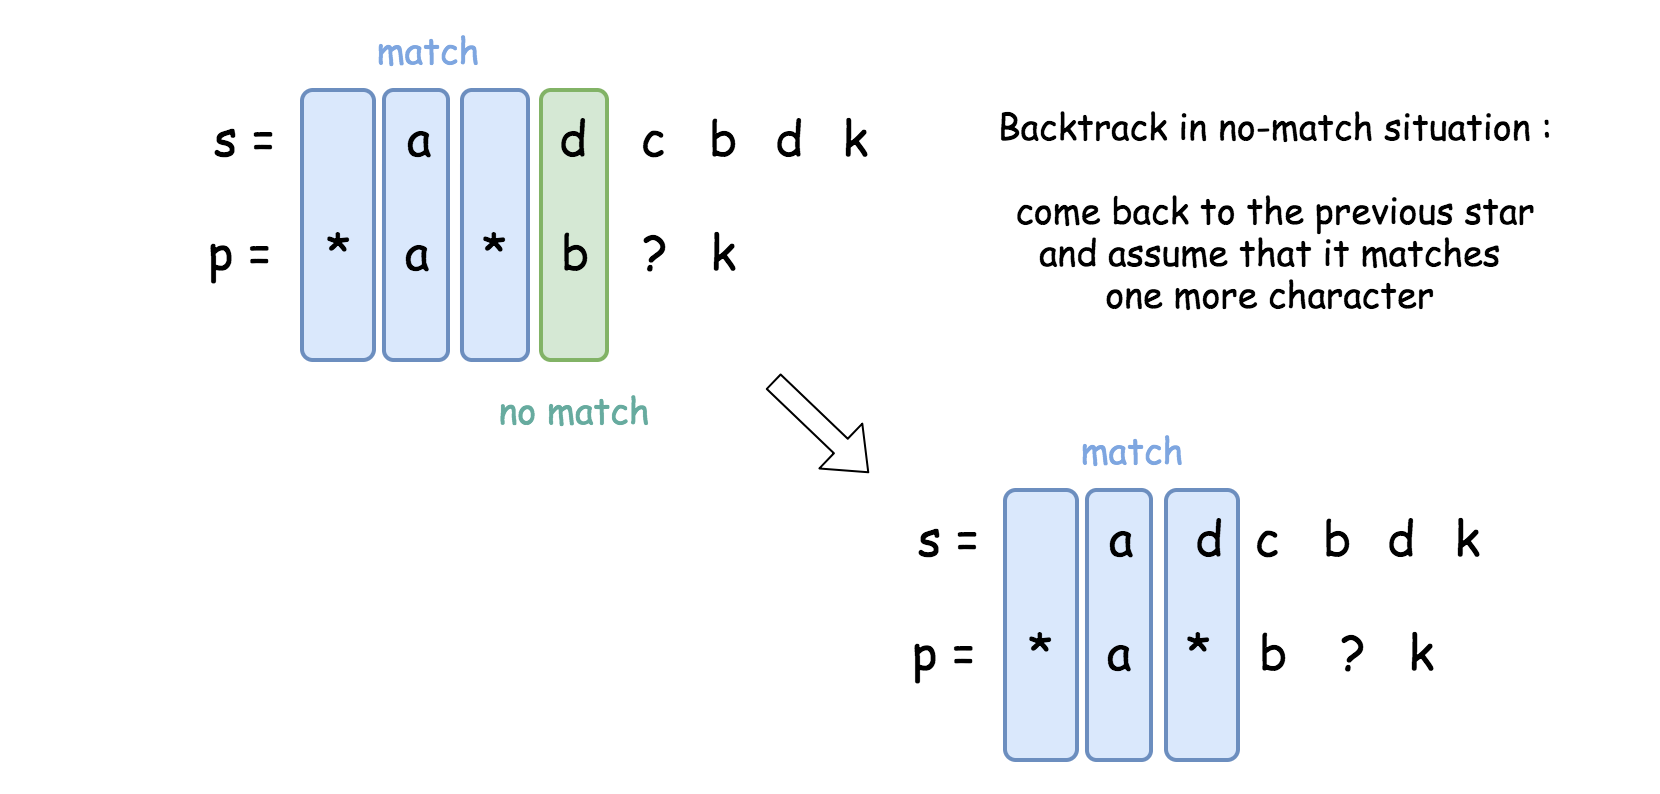 match
s = a d c b d k
p = * a * b ? k
no match
Backtrack in no-match situation :
come back to the previous star
and assume that it matches
one more character
match
s = a d c b d k
p = * a * b ? k